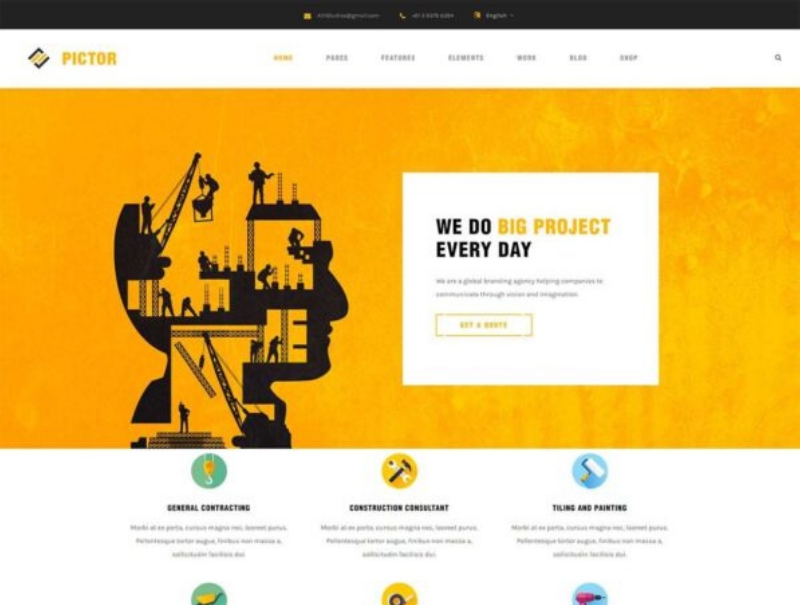 English
PICTOR
HOME PAGES FEATURES ELEMENTS WORK BLOG SHOP
WE DO BIG PROJECT
EVERY DAY
We are a global branding agency helping companies to
communicate through vision and imagination
GET A QUOTE
GENERAL CONTRACTING
Morbi at ex porta, cursus magna nec, laoreet purus.
Pellentesque tortor augue, finibus non massa a,
sollicitudin facilisis dui.
CONSTRUCTION CONSULTANT
Morbi at ex porta, cursus magna nec, laoreet purus.
Pellentesque tortor augue, finibus non massa a,
sollicitudin facilisis dui.
TILING AND PAINTING
Morbi at ex porta, cursus magna nec, laoreet purus.
Pellentesque tortor augue, finibus non massa a,
sollicitudin facilisis dui.